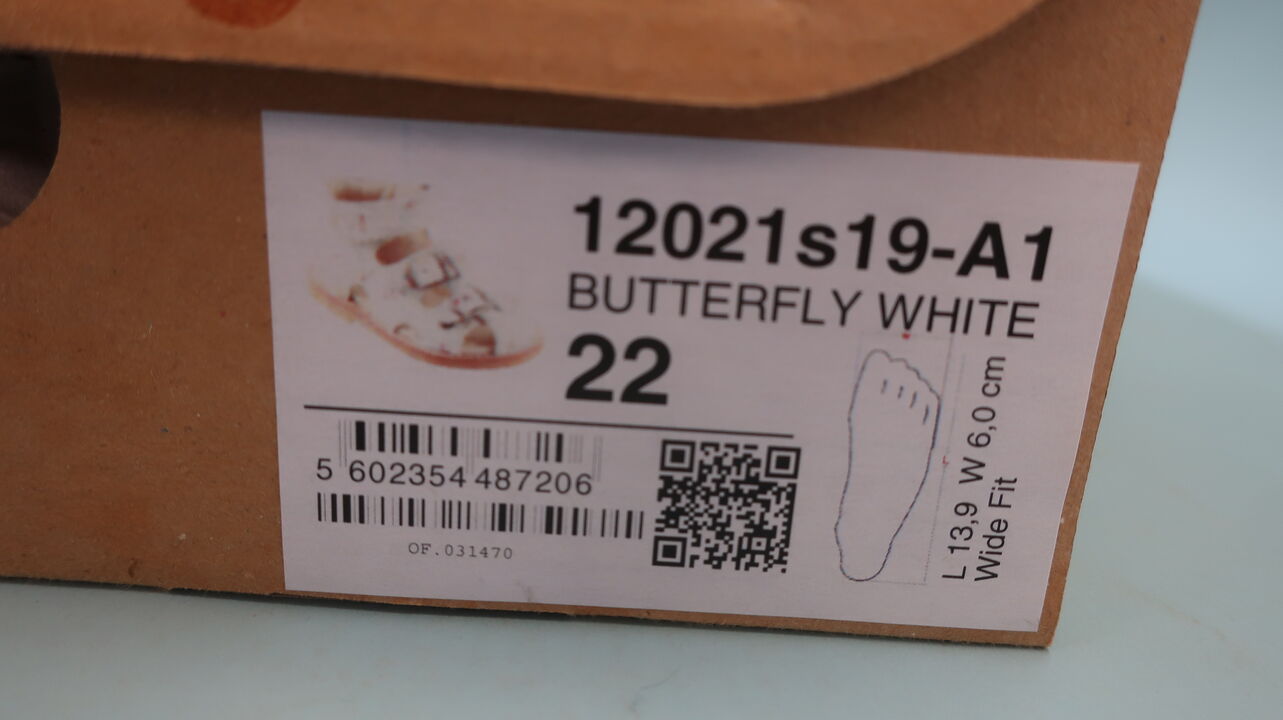 12021s19-A1
BUTTERFLY WHITE
22
5 602354 487206
OF.031470
L 13,9 W 6,0 cm
Wide Fit